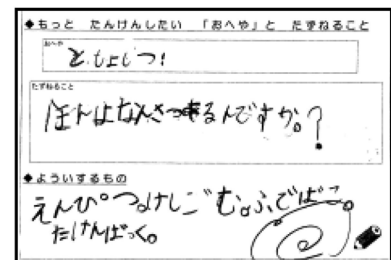 ◆もっと たんけんしたい 「おへや」と たずねること
おへや
としょしつ!
たずねること
ほんはなんさつあるんですか。?
◆よういするもの
えんぴつ。けしごむ。ふでばこ。
たんけんばっく。